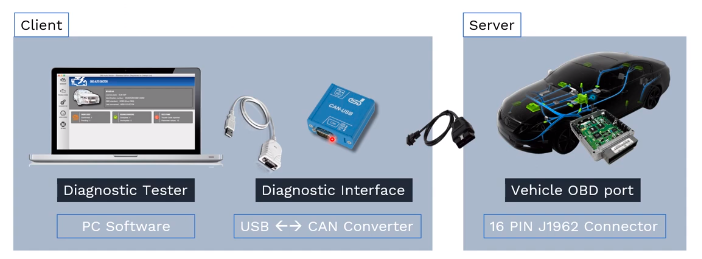 Client
Server
CAN-USB
Diagnostic Tester
Diagnostic Interface
Vehicle OBD port
PC Software
USB <-> CAN Converter
16 PIN J1962 Connector